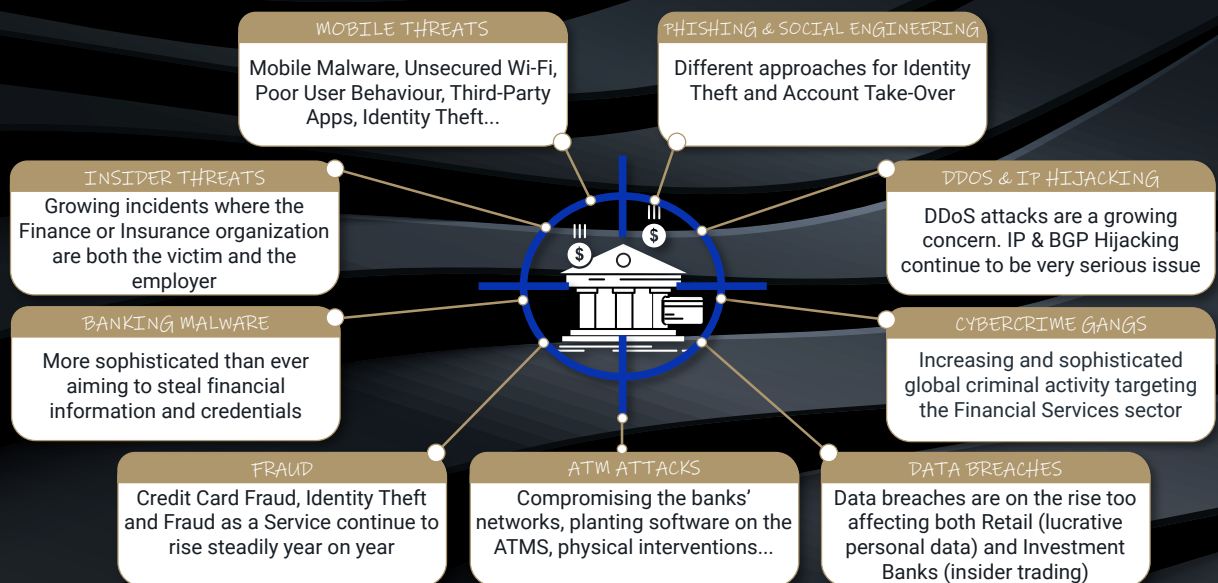 MOBILE THREATS
Mobile Malware, Unsecured Wi-Fi,
Poor User Behaviour, Third-Party
Apps, Identity Theft...
PHISHING & SOCIAL ENGINEERING
Different approaches for Identity
Theft and Account Take-Over
INSIDER THREATS
Growing incidents where the
Finance or Insurance organization
are both the victim and the
employer
DDOS & IP HIJACKING
DDoS attacks are a growing
concern. IP & BGP Hijacking
continue to be very serious issue
$
$
BANKING MALWARE
More sophisticated than ever
aiming to steal financial
information and credentials
CYBERCRIME GANGS
Increasing and sophisticated
global criminal activity targeting
the Financial Services sector
FRAUD
Credit Card Fraud, Identity Theft
and Fraud as a Service continue to
rise steadily year on year
ATM ATTACKS
Compromising the banks’
networks, planting software on the
ATMS, physical interventions...
DATA BREACHES
Data breaches are on the rise too
affecting both Retail (lucrative
personal data) and Investment
Banks (insider trading)